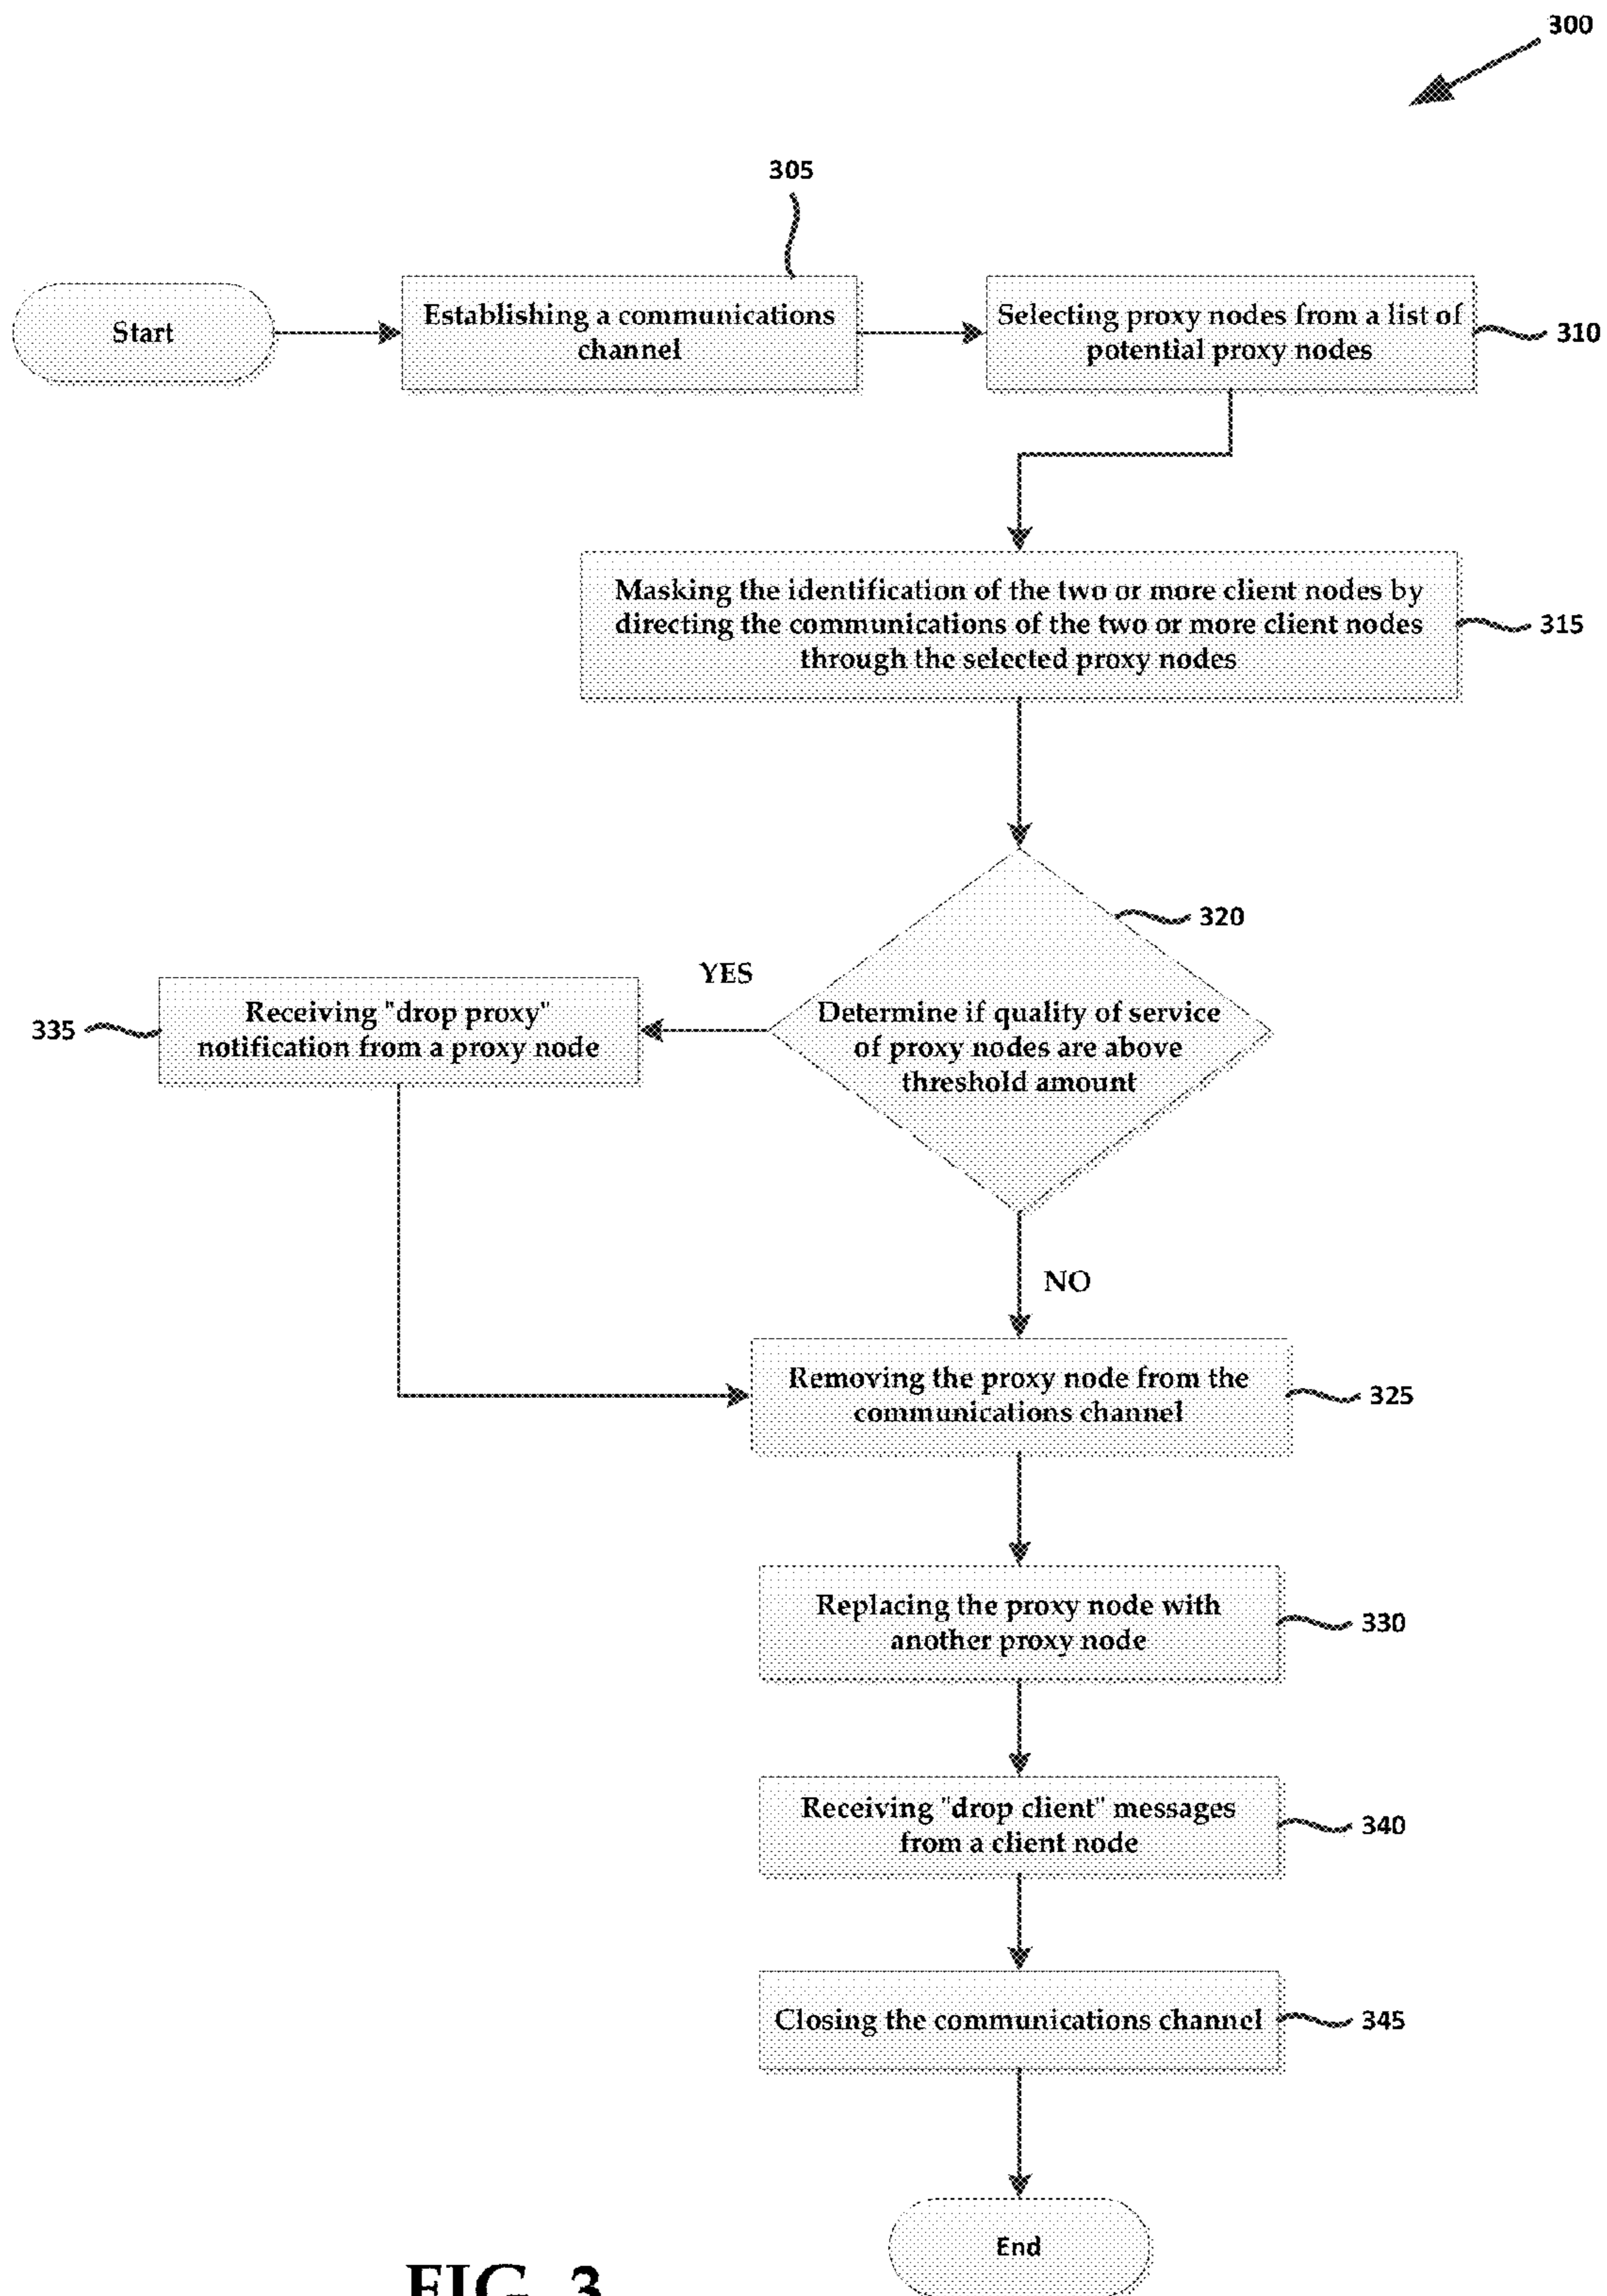 300
305
Start
Establishing a communications
channel
Selecting proxy nodes from a list of
potential proxy nodes
310
Masking the identification of the two or more client nodes by
directing the communications of the two or more client nodes
through the selected proxy nodes
315
320
YES
Determine if quality of service
of proxy nodes are above
threshold amount
335
Receiving "drop proxy"
notification from a proxy node
NO
Removing the proxy node from the
communications channel
325
Replacing the proxy node with
another proxy node
330
Receiving "drop client" messages
from a client node
340
Closing the communications channel
345
End
FIG. 3